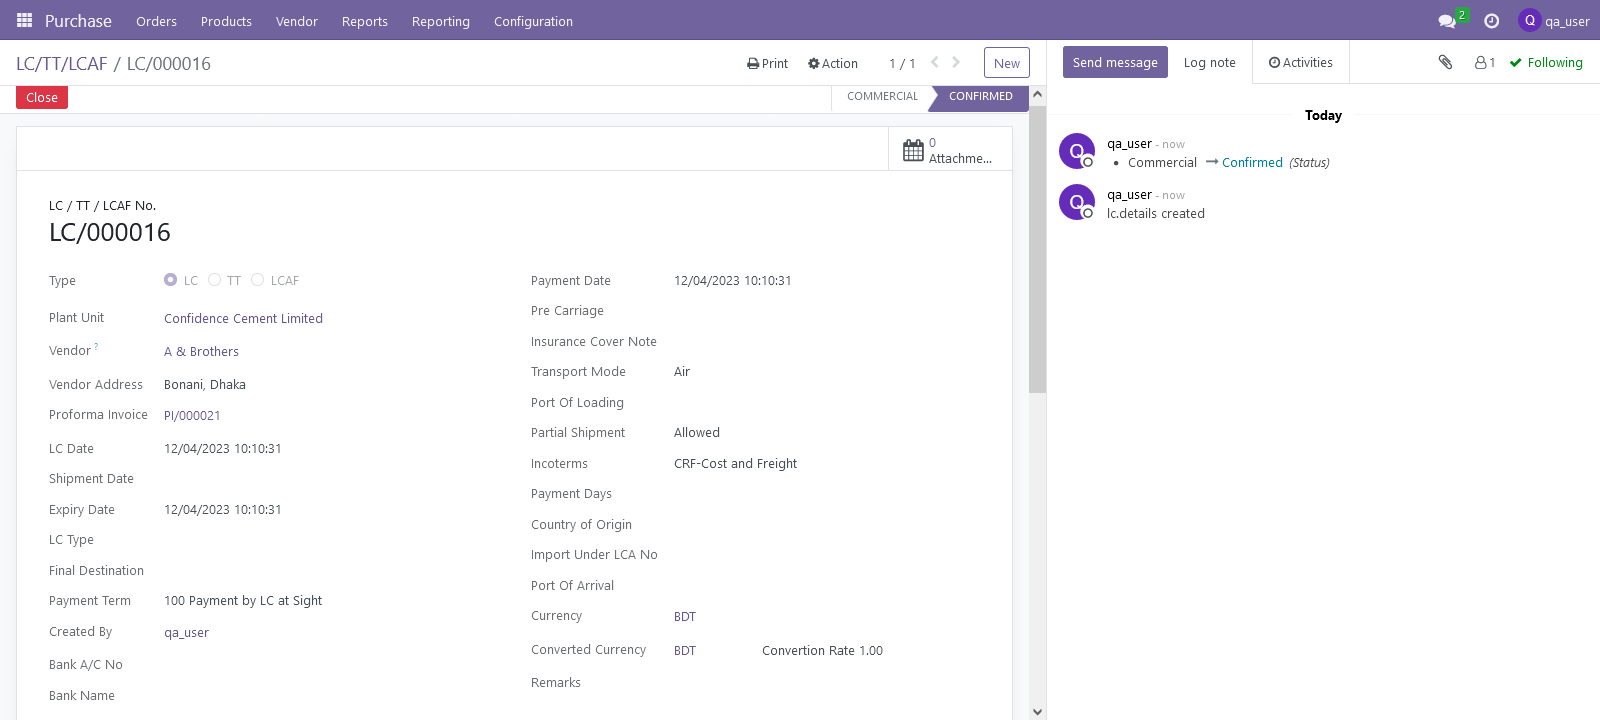 Purchase Orders Products Vendor Reports Reporting Configuration 2 Q qa_user
LC/TT/LCAF / LC/000016 Print Action 1 / 1 New
Send message Log note Activities 1 Following
Close COMMERCIAL CONFIRMED
0
Attachme...
LC / TT / LCAF No.
LC/000016
Type LC TT LCAF
Plant Unit Confidence Cement Limited
Vendor ? A & Brothers
Vendor Address Bonani, Dhaka
Proforma Invoice PI/000021
LC Date 12/04/2023 10:10:31
Shipment Date
Expiry Date 12/04/2023 10:10:31
LC Type
Final Destination
Payment Term 100 Payment by LC at Sight
Created By qa_user
Bank A/C No
Bank Name
Payment Date 12/04/2023 10:10:31
Pre Carriage
Insurance Cover Note
Transport Mode Air
Port Of Loading
Partial Shipment Allowed
Incoterms CRF-Cost and Freight
Payment Days
Country of Origin
Import Under LCA No
Port Of Arrival
Currency BDT
Converted Currency BDT Convertion Rate 1.00
Remarks
Today
Q qa_user - now
• Commercial → Confirmed (Status)
Q qa_user - now
lc.details created